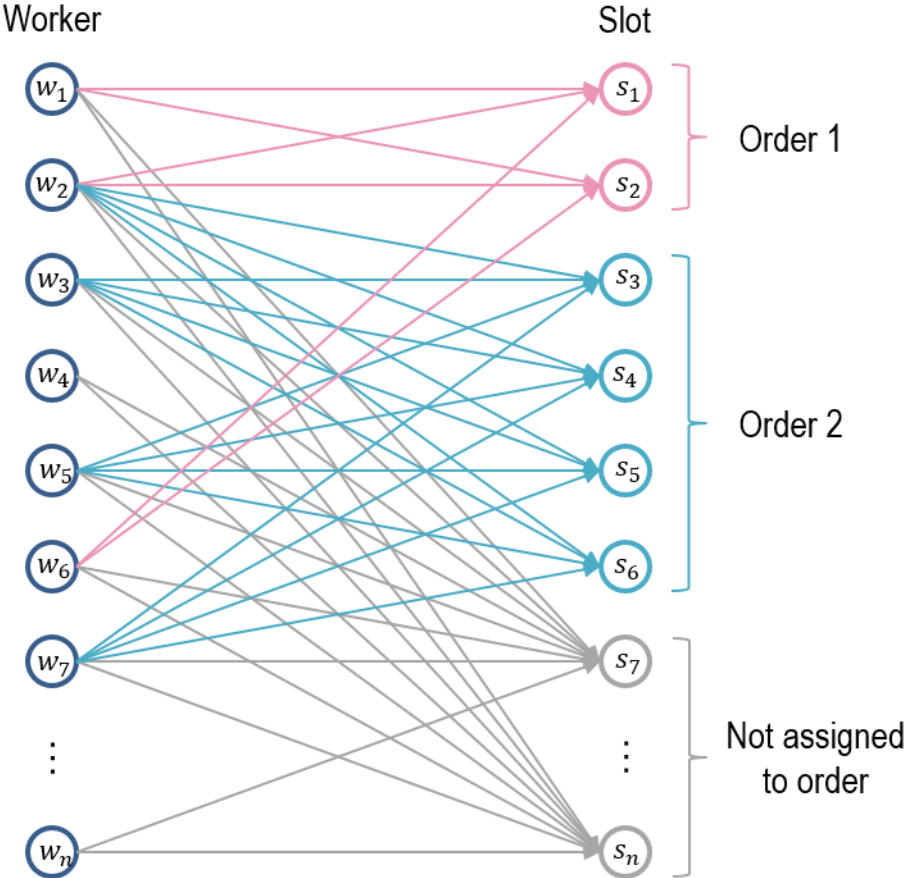 Worker Slot
w₁ s₁
Order 1
w₂ s₂
w₃ s₃
w₄ s₄
Order 2
w₅ s₅
w₆ s₆
w₇ s₇
Not assigned
to order
⋮ ⋮
wₙ sₙ